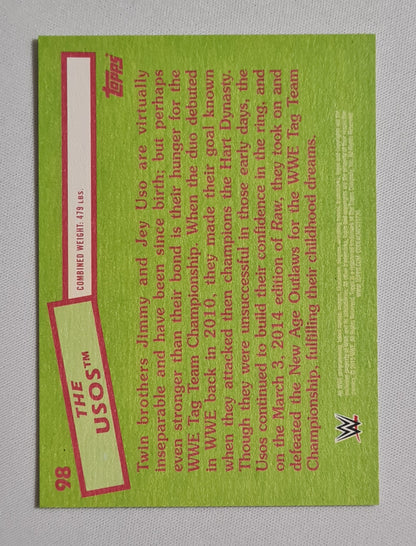 98
THE
USOS™
COMBINED WEIGHT: 479 LBS.
Topps
Twin brothers Jimmy and Jey Uso are virtually
inseparable and have been since birth; but perhaps
even stronger than their bond is their hunger for the
WWE Tag Team Championship. When the duo debuted
in WWE back in 2010, they made their goal known
when they attacked then champions the Hart Dynasty.
Though they were unsuccessful in those early days, the
Usos continued to build their confidence in the ring, and
on the March 3, 2014 edition of Raw, they took on and
defeated the New Age Outlaws for the WWE Tag Team
Championship, fulfilling their childhood dreams.
W